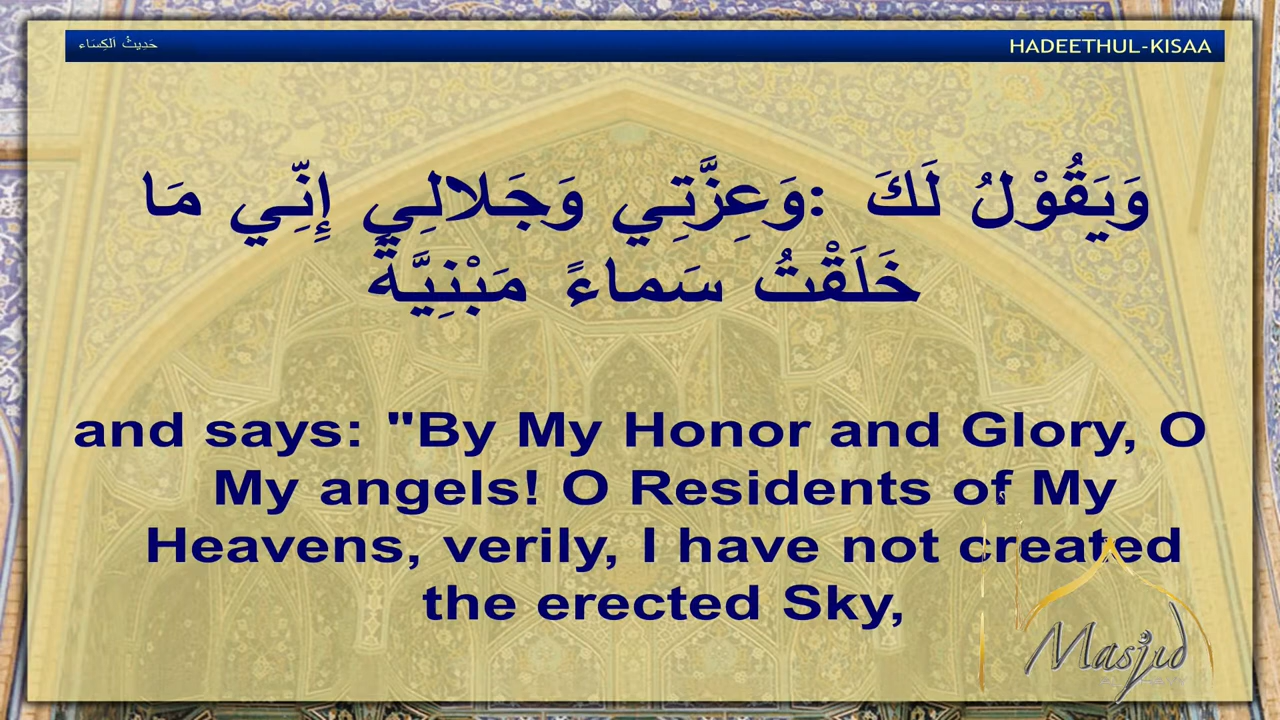 حَدِيثُ اَلكِسَاء
HADEETHUL-KISAA
وَيَقُوْلُ لَكَ :وَعِزَّتِي وَجَلالِي إِنِّي مَا
خَلَقْتُ سَماءً مَبْنِيَّةً
and says: "By My Honor and Glory, O
My angels! O Residents of My
Heavens, verily, I have not created
the erected Sky,
Masjid